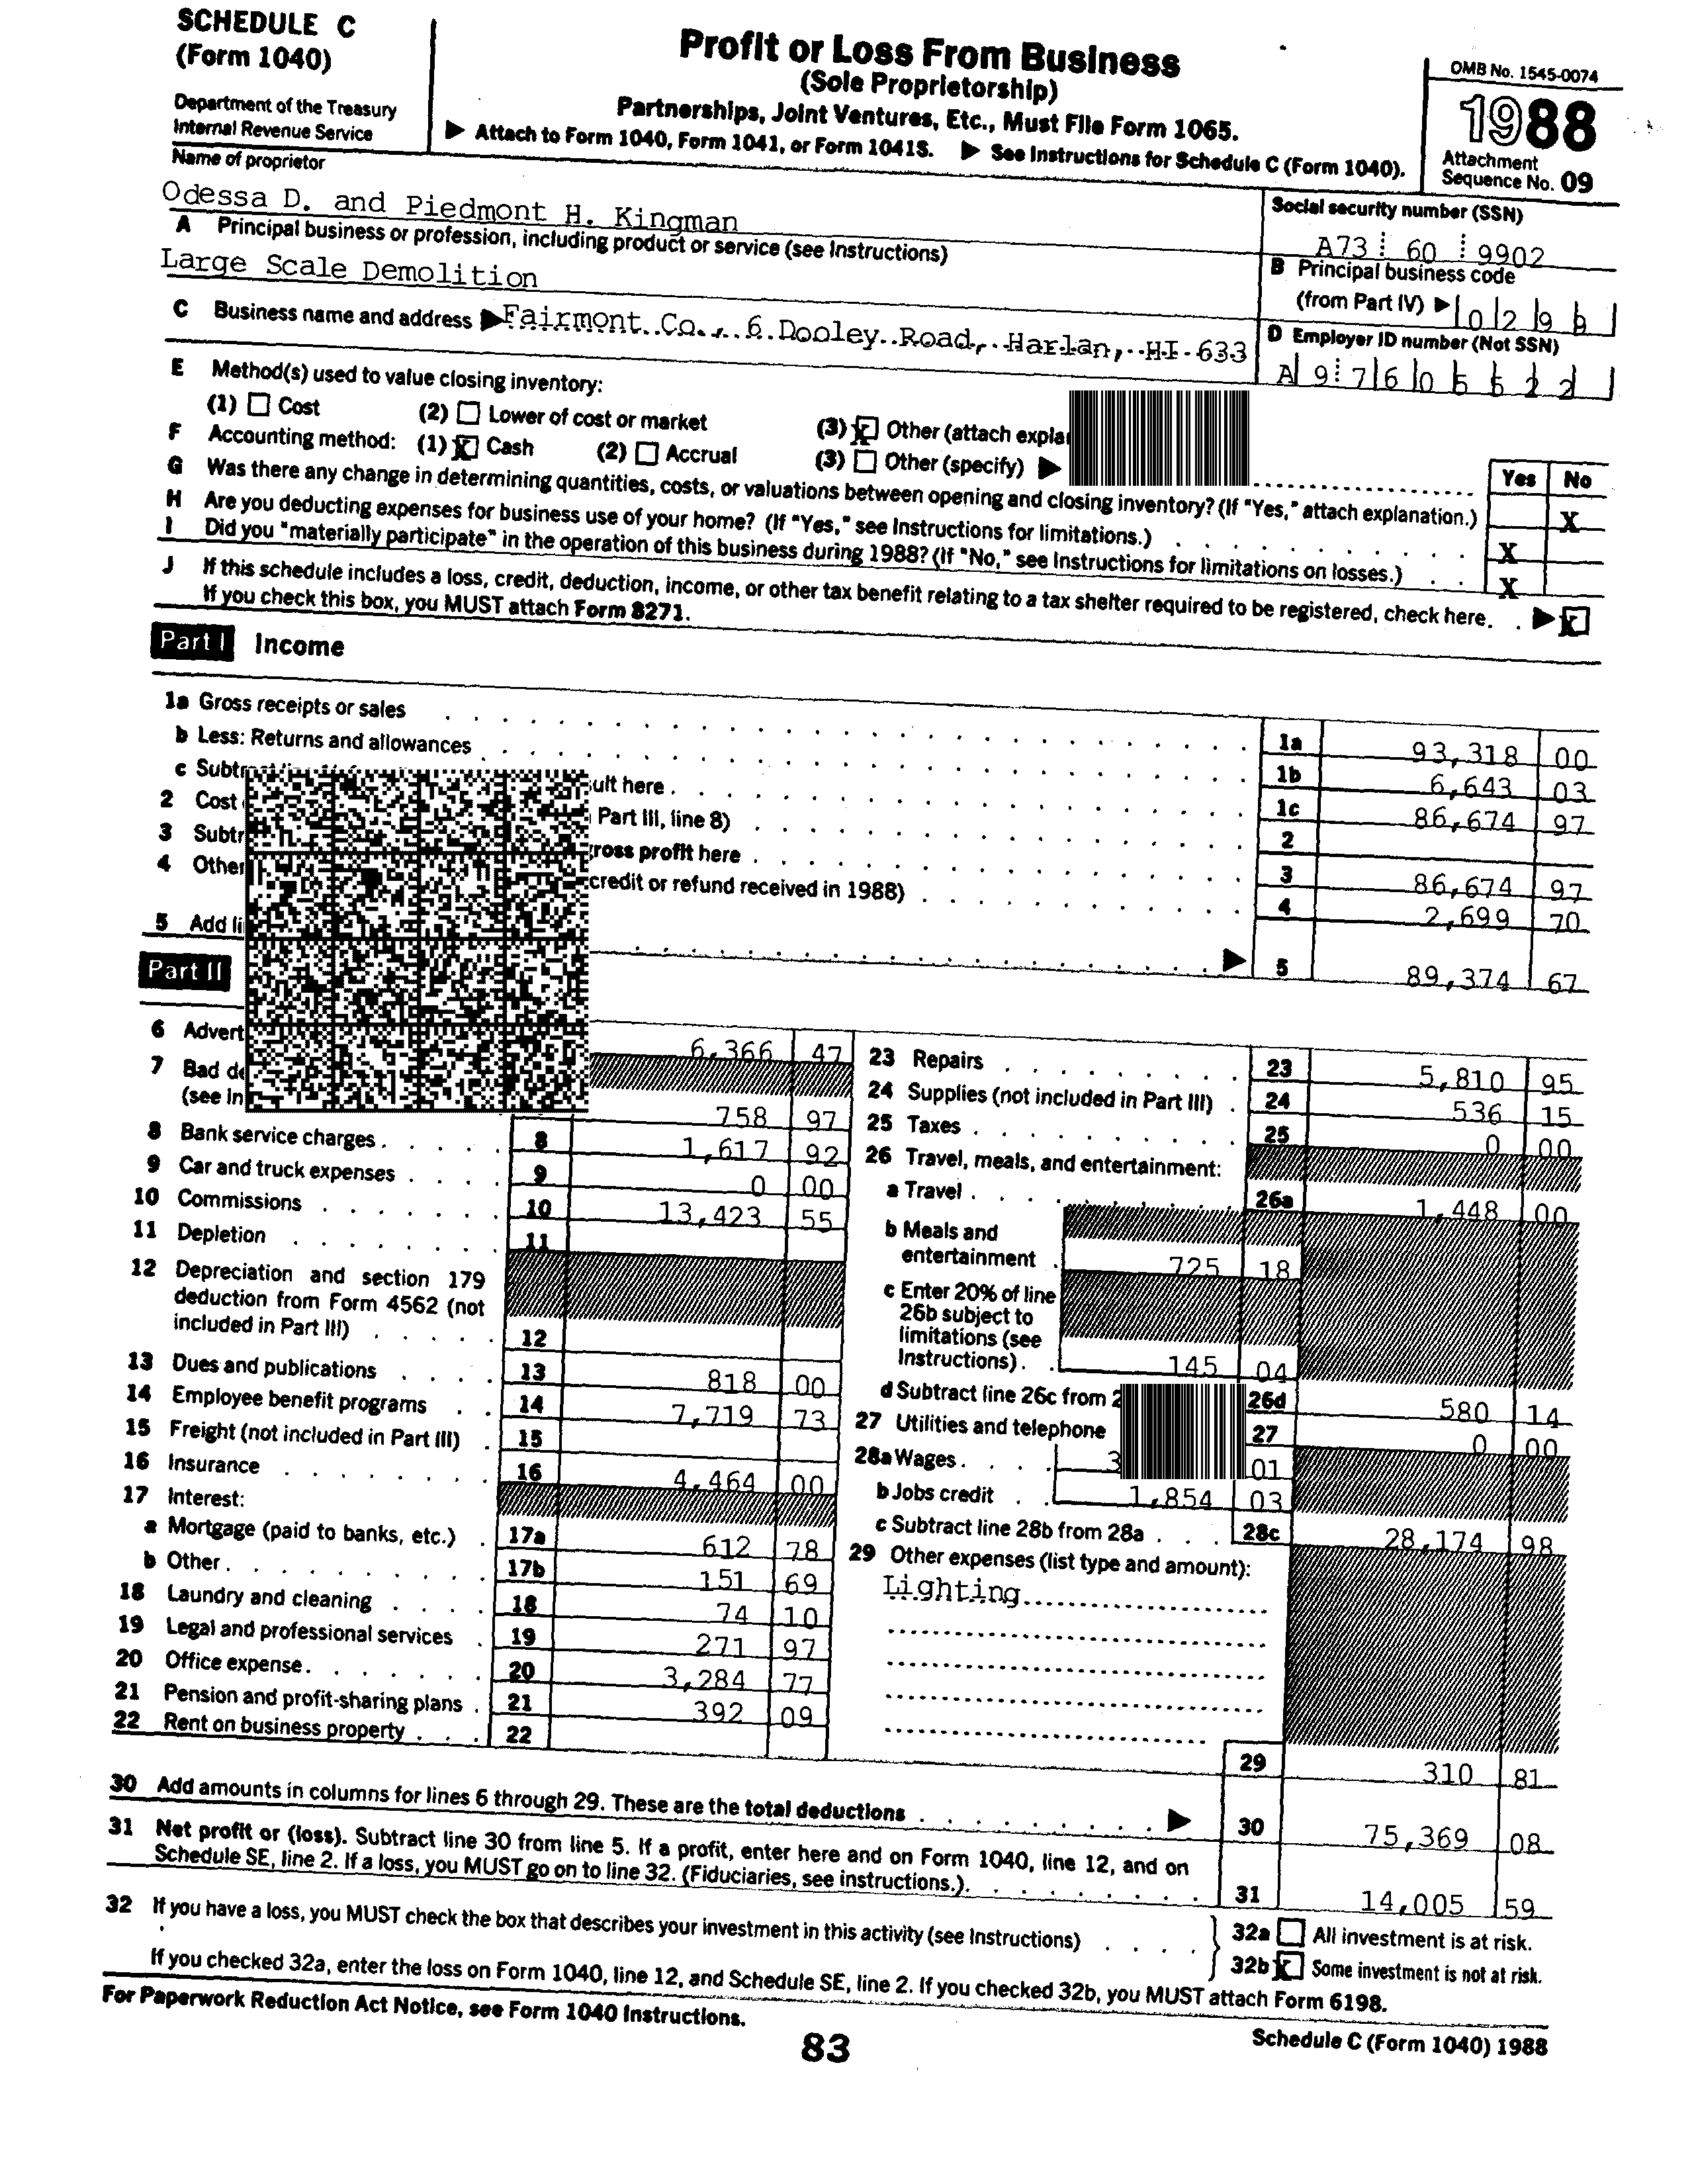 SCHEDULE C
(Form 1040)
Department of the Treasury
Internal Revenue Service
Profit or Loss From Business
(Sole Proprietorship)
Partnerships, Joint Ventures, Etc., Must File Form 1065.
▶ Attach to Form 1040, Form 1041, or Form 1041S. ▶ See Instructions for Schedule C (Form 1040).
OMB No. 1545-0074
1988
Attachment
Sequence No. 09
Name of proprietor
Odessa D. and Piedmont H. Kingman
Social security number (SSN)
A73 60 9902
A Principal business or profession, including product or service (see Instructions)
Large Scale Demolition
B Principal business code
(from Part IV) ▶ 0 2 9 9
C Business name and address ▶ Fairmont Co., 6 Dooley Road, Harlan, HI 633
D Employer ID number (Not SSN)
A 9 7 6 0 5 5 2 2
E Method(s) used to value closing inventory:
(1) Cost (2) Lower of cost or market (3) X Other (attach
F Accounting method: (1) X Cash (2) Accrual (3) Other (specify) ▶
Yes No
G Was there any change in determining quantities, costs, or valuations between opening and closing inventory? (If "Yes," attach explanation.) X
H Are you deducting expenses for business use of your home? (If "Yes," see Instructions for limitations.) X
I Did you "materially participate" in the operation of this business during 1988? (If "No," see Instructions for limitations on losses.) X
J If this schedule includes a loss, credit, deduction, income, or other tax benefit relating to a tax shelter required to be registered, check here. ▶ X
If you check this box, you MUST attach Form 8271.
Part I Income
1a Gross receipts or sales 1a 93,318 00
b Less: Returns and allowances 1b 6,643 03
c here 1c 86,674 97
2 Cost Part III, line 8) 2
3 profit here 3 86,674 97
4 Other credit or refund received in 1988) 4 2,699 70
5 Add 5 89,374 67
Part II
6 6,366 47
7 Bad
(see 758 97
8 Bank service charges 8 1,617 92
9 Car and truck expenses 9 0 00
10 Commissions 10 13,423 55
11 Depletion 11
12 Depreciation and section 179
deduction from Form 4562 (not
included in Part III) 12
13 Dues and publications 13 818 00
14 Employee benefit programs 14 7,719 73
15 Freight (not included in Part III) 15
16 Insurance 16 4,464 00
17 Interest:
a Mortgage (paid to banks, etc.) 17a 612 78
b Other 17b 151 69
18 Laundry and cleaning 18 74 10
19 Legal and professional services 19 271 97
20 Office expense 20 3,284 77
21 Pension and profit-sharing plans 21 392 09
22 Rent on business property 22
23 Repairs 23 5,810 95
24 Supplies (not included in Part III) 24 536 15
25 Taxes 25 0 00
26 Travel, meals, and entertainment:
a Travel 26a 1,448 00
b Meals and
entertainment 725 18
c Enter 20% of line
26b subject to
limitations (see
Instructions) 145 04
d Subtract line 26c from 26d 580 14
27 Utilities and telephone 27 0 00
28a Wages 01
b Jobs credit 1,854 03
c Subtract line 28b from 28a 28c 28,174 98
29 Other expenses (list type and amount):
Lighting
29 310 81
30 Add amounts in columns for lines 6 through 29. These are the total deductions ▶ 30 75,369 08
31 Net profit or (loss). Subtract line 30 from line 5. If a profit, enter here and on Form 1040, line 12, and on
Schedule SE, line 2. If a loss, you MUST go on to line 32. (Fiduciaries, see instructions.) 31 14,005 59
32 If you have a loss, you MUST check the box that describes your investment in this activity (see Instructions)
32a All investment is at risk.
32b X Some investment is not at risk.
If you checked 32a, enter the loss on Form 1040, line 12, and Schedule SE, line 2. If you checked 32b, you MUST attach Form 6198.
For Paperwork Reduction Act Notice, see Form 1040 Instructions.
83
Schedule C (Form 1040) 1988